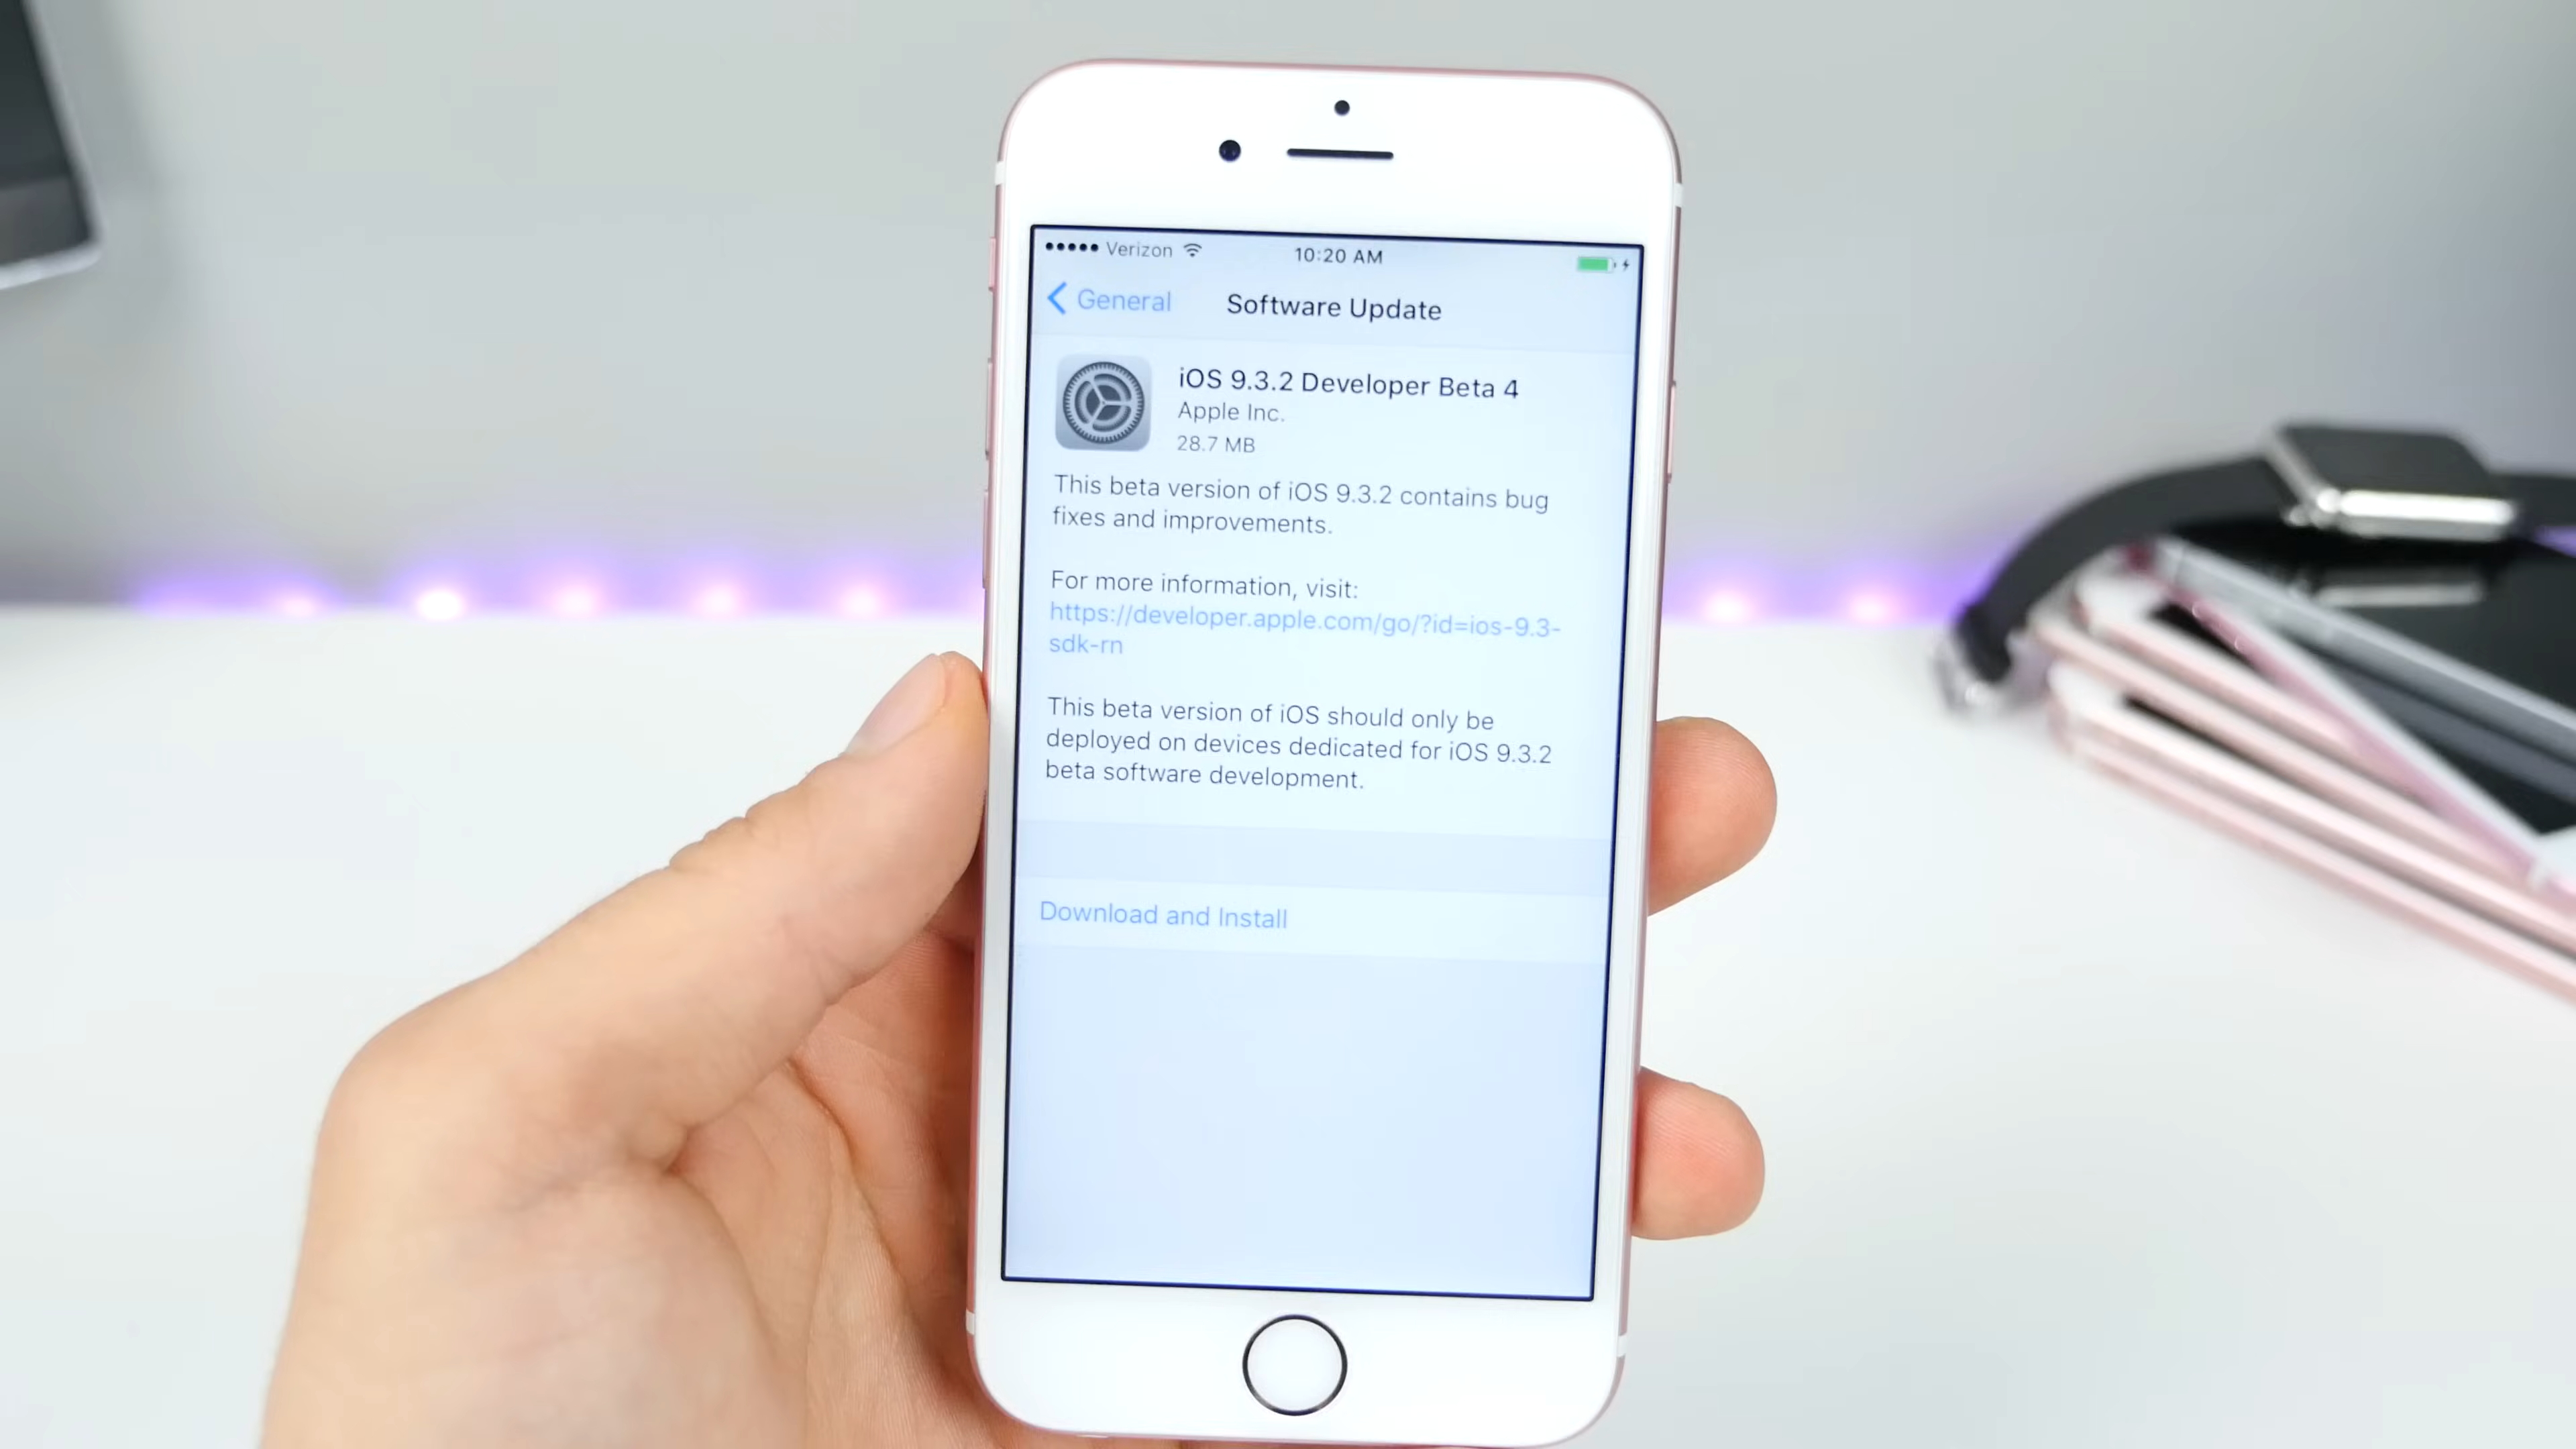 Verizon 10:20 AM
General Software Update
iOS 9.3.2 Developer Beta 4
Apple Inc.
28.7 MB
This beta version of iOS 9.3.2 contains bug
fixes and improvements.
For more information, visit:
https://developer.apple.com/go/?id=ios-9.3-
sdk-rn
This beta version of iOS should only be
deployed on devices dedicated for iOS 9.3.2
beta software development.
Download and Install